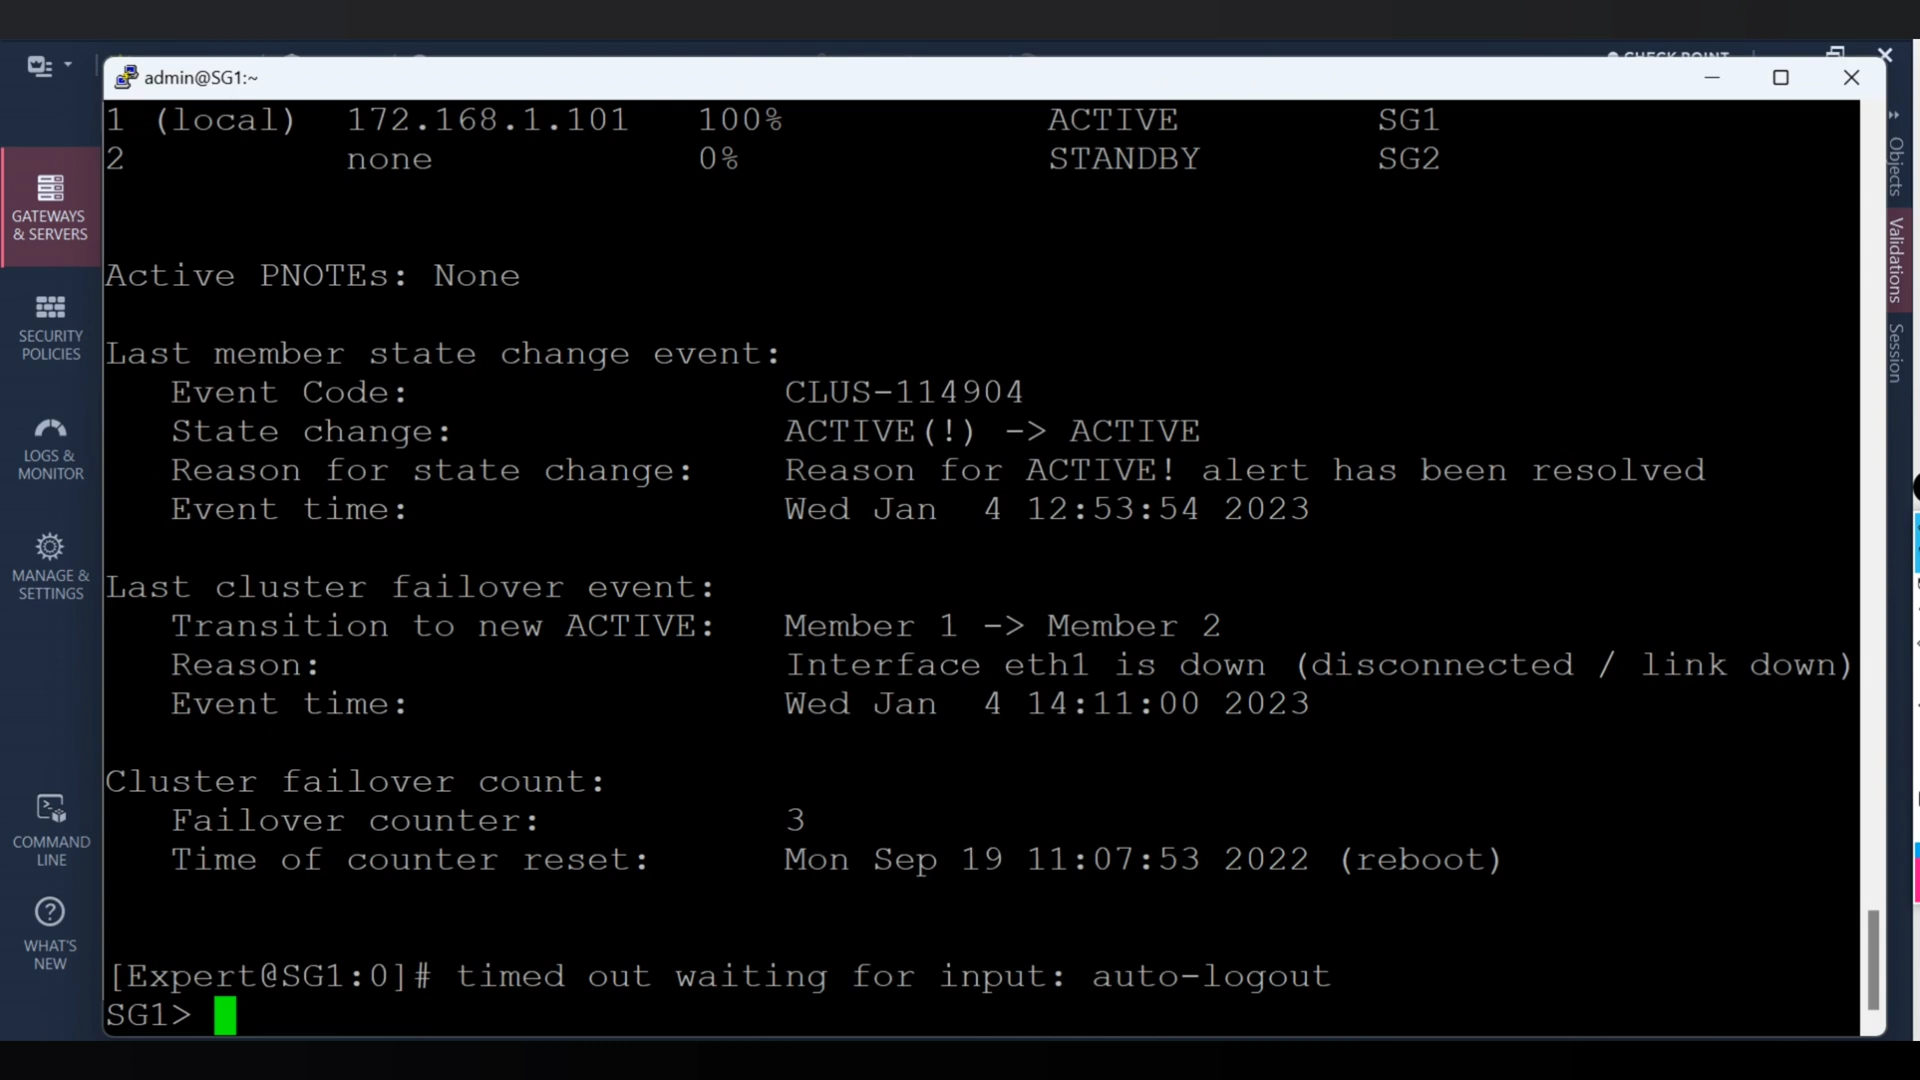 CHECK POINT
admin@SG1:~
1 (local) 172.168.1.101 100% ACTIVE SG1
2 none 0% STANDBY SG2
Active PNOTEs: None
Last member state change event:
Event Code: CLUS-114904
State change: ACTIVE(!) -> ACTIVE
Reason for state change: Reason for ACTIVE! alert has been resolved
Event time: Wed Jan 4 12:53:54 2023
Last cluster failover event:
Transition to new ACTIVE: Member 1 -> Member 2
Reason: Interface eth1 is down (disconnected / link down)
Event time: Wed Jan 4 14:11:00 2023
Cluster failover count:
Failover counter: 3
Time of counter reset: Mon Sep 19 11:07:53 2022 (reboot)
[Expert@SG1:0]# timed out waiting for input: auto-logout
SG1>
GATEWAYS
& SERVERS
SECURITY
POLICIES
LOGS &
MONITOR
MANAGE &
SETTINGS
COMMAND
LINE
WHAT'S
NEW
Objects
Validations
Session